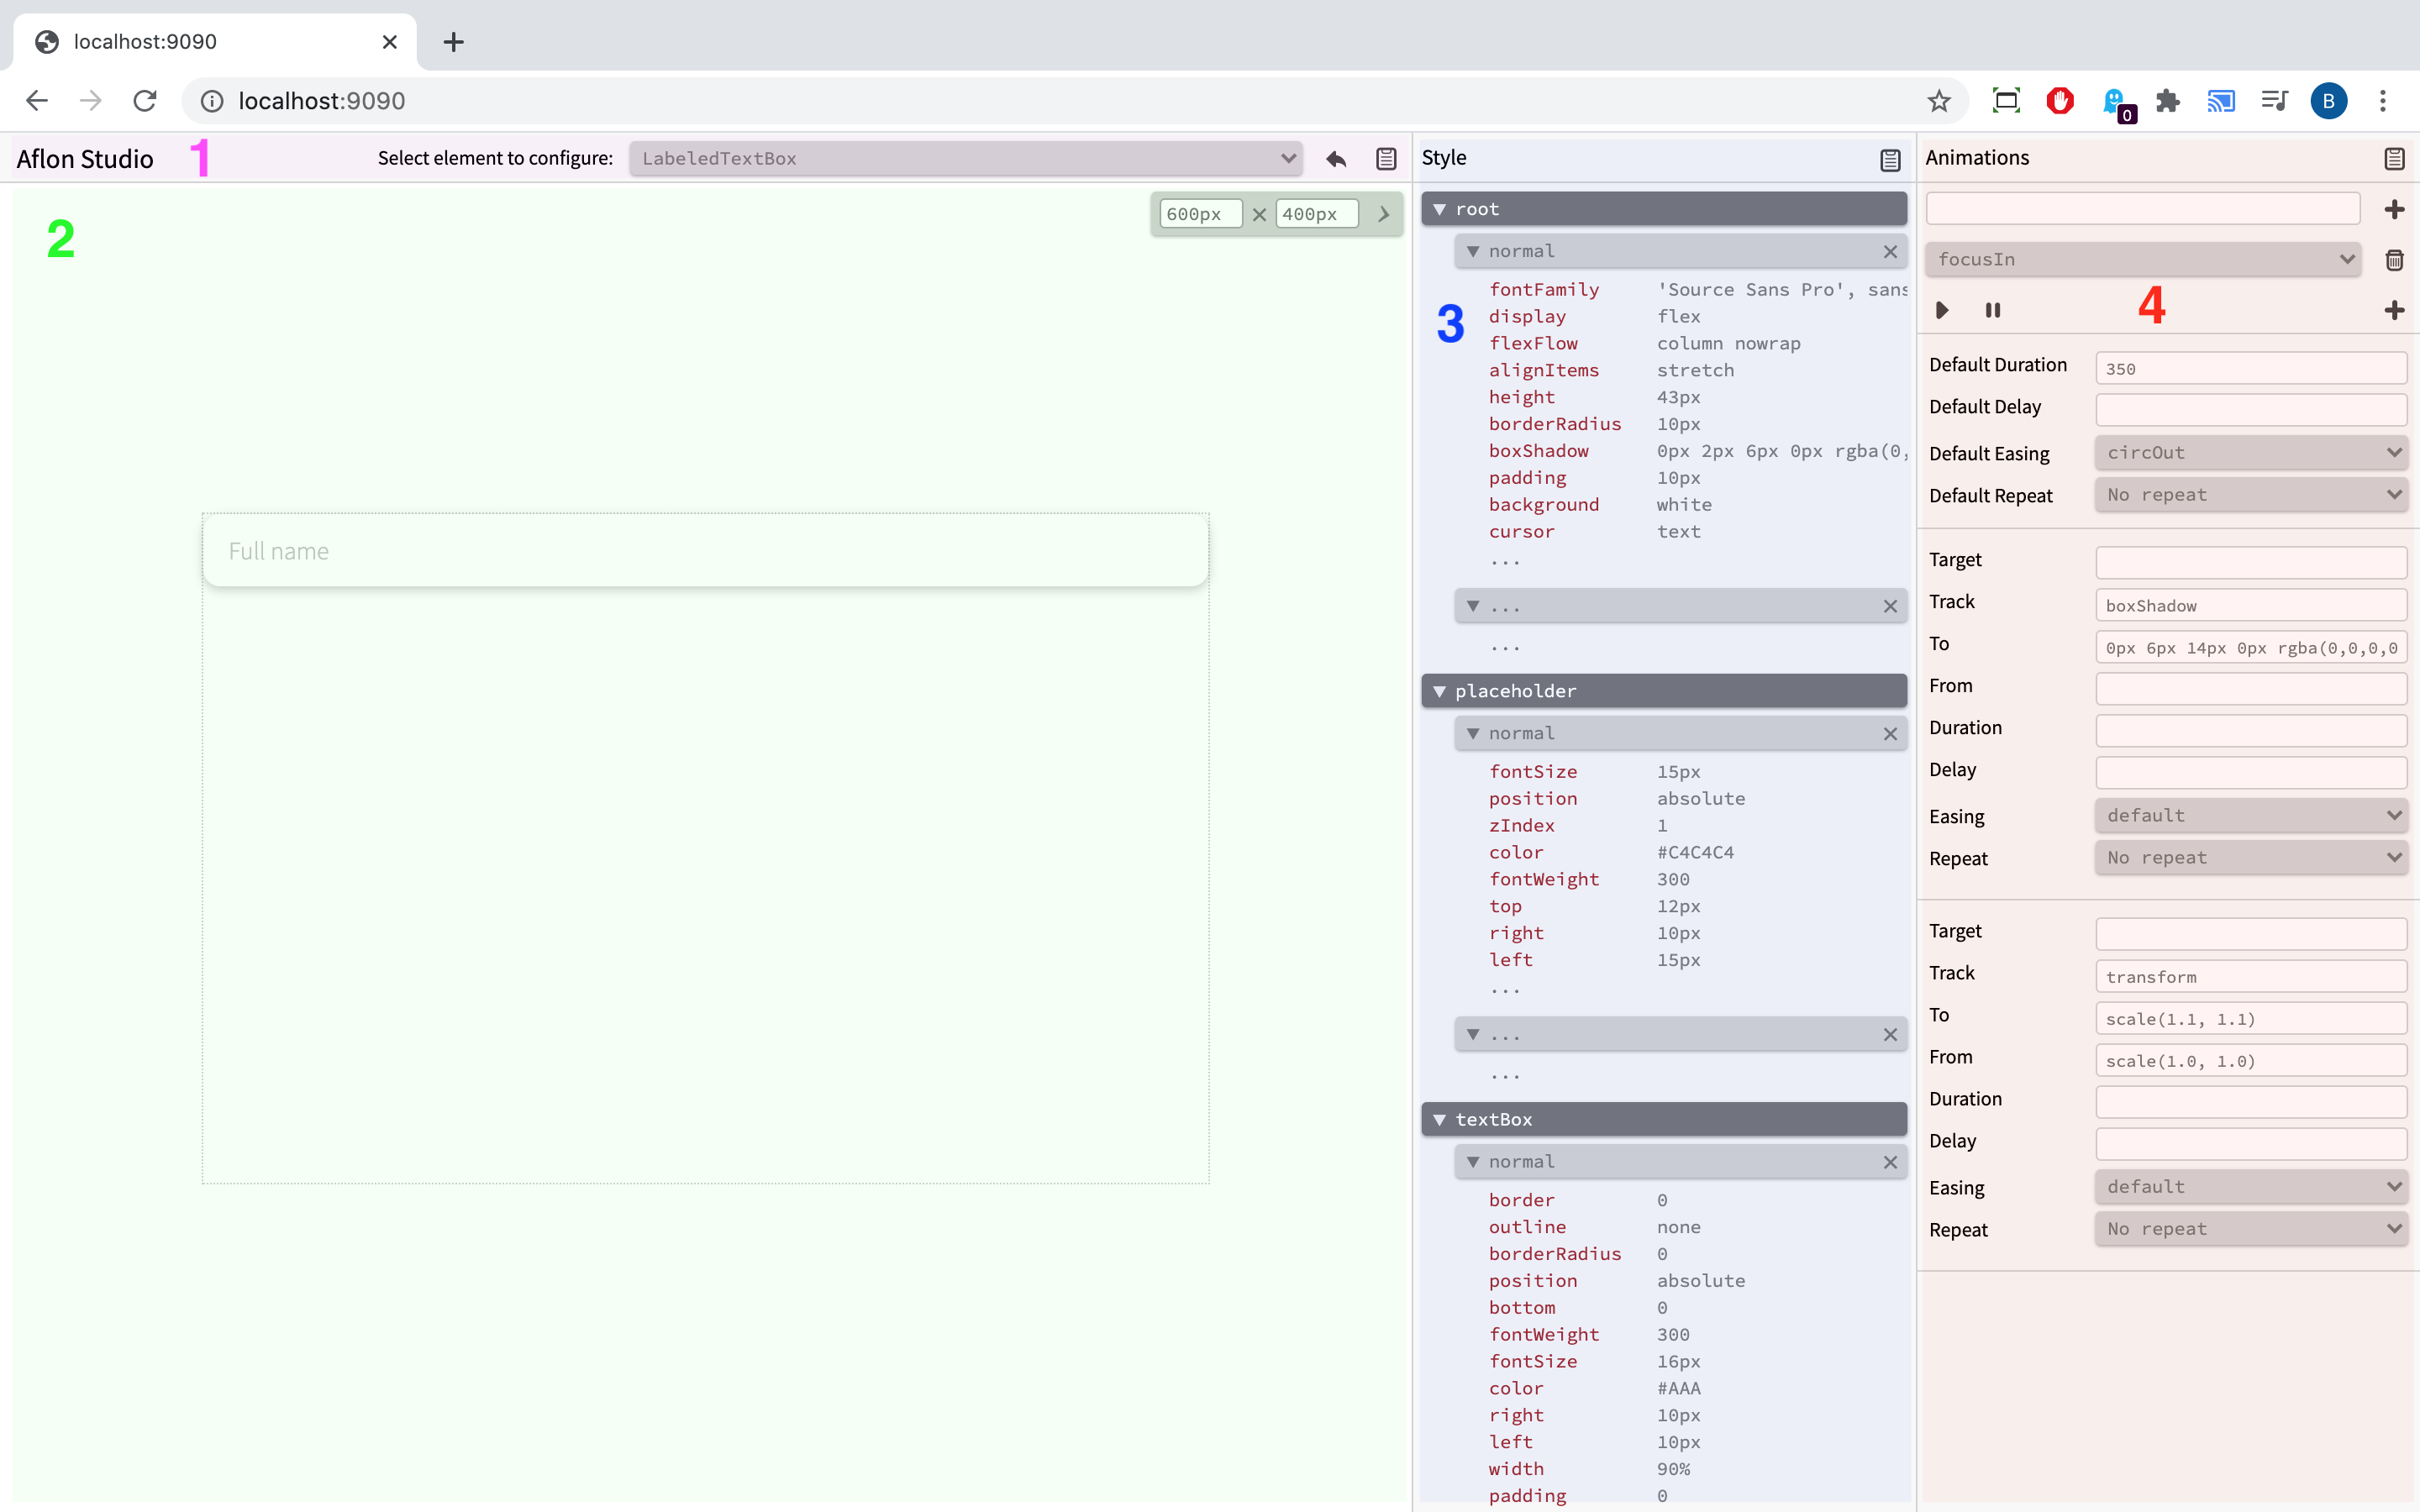 localhost:9090
localhost:9090
0
B
Aflon Studio
1
Select element to configure:
LabeledTextBox
2
600px × 400px
Full name
Style
root
normal
3
fontFamily 'Source Sans Pro', sans
display flex
flexFlow column nowrap
alignItems stretch
height 43px
borderRadius 10px
boxShadow 0px 2px 6px 0px rgba(0,
padding 10px
background white
cursor text
...
...
...
placeholder
normal
fontSize 15px
position absolute
zIndex 1
color #C4C4C4
fontWeight 300
top 12px
right 10px
left 15px
...
...
...
textBox
normal
border 0
outline none
borderRadius 0
position absolute
bottom 0
fontWeight 300
fontSize 16px
color #AAA
right 10px
left 10px
width 90%
padding 0
Animations
focusIn
4
Default Duration 350
Default Delay
Default Easing circOut
Default Repeat No repeat
Target
Track boxShadow
To 0px 6px 14px 0px rgba(0,0,0,0
From
Duration
Delay
Easing default
Repeat No repeat
Target
Track transform
To scale(1.1, 1.1)
From scale(1.0, 1.0)
Duration
Delay
Easing default
Repeat No repeat